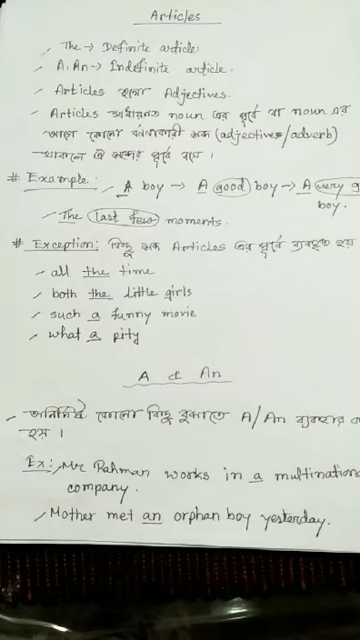 Articles
The → Definite article
A, An → Indefinite article.
Articles হলো Adjectives.
Articles সাধারণত noun এর পূর্বে বা noun এর
আগে কোনো বর্ণনাকারী শব্দ (adjectives/adverb)
থাকলে ঐ শব্দের পূর্বে বসে।
# Example: A boy → A good boy → A very g
boy.
The last few moments.
# Exception: কিছু শব্দ Articles এর পূর্বে ব্যবহৃত হয়
all the time
both the little girls
such a funny movie
what a pity
A & An
অনির্দিষ্ট কোনো কিছু বুঝাতে A/An ব্যবহার ক
হয়।
Ex: Mr. Rahman works in a multination
company.
Mother met an orphan boy yesterday.